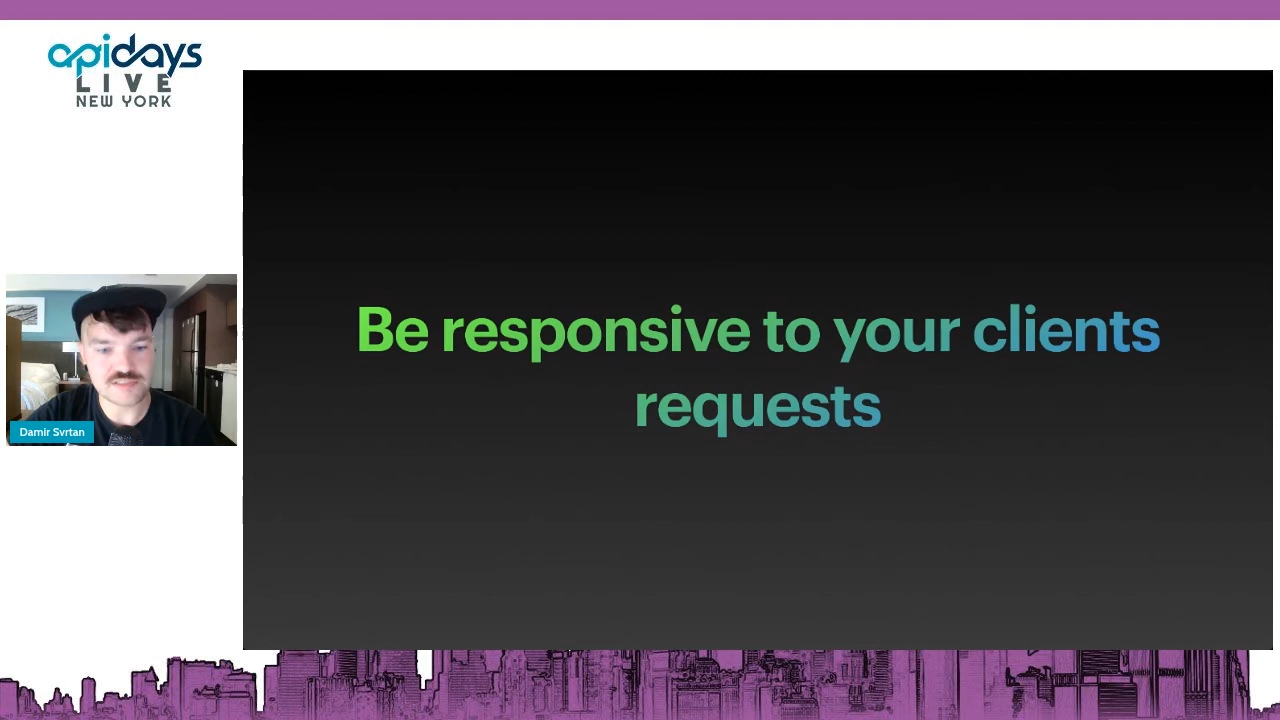 apidays
LIVE
NEW YORK
Be responsive to your clients
requests
Damir Svrtan